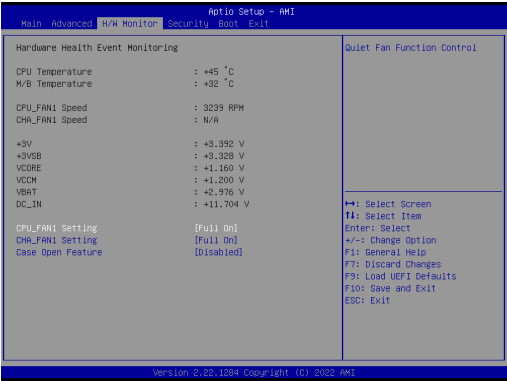 Aptio Setup - AMI
Main Advanced H/W Monitor Security Boot Exit
Hardware Health Event Monitoring
Quiet Fan Function Control
CPU Temperature : +45 °C
M/B Temperature : +32 °C
CPU_FAN1 Speed : 3239 RPM
CHA_FAN1 Speed : N/A
+3V : +3.392 V
+3VSB : +3.328 V
VCORE : +1.160 V
VCCM : +1.200 V
VBAT : +2.976 V
DC_IN : +11.704 V
CPU_FAN1 Setting [Full On]
CHA_FAN1 Setting [Full On]
Case Open Feature [Disabled]
↔: Select Screen
↑↓: Select Item
Enter: Select
+/-: Change Option
F1: General Help
F7: Discard Changes
F9: Load UEFI Defaults
F10: Save and Exit
ESC: Exit
Version 2.22.1284 Copyright (C) 2022 AMI